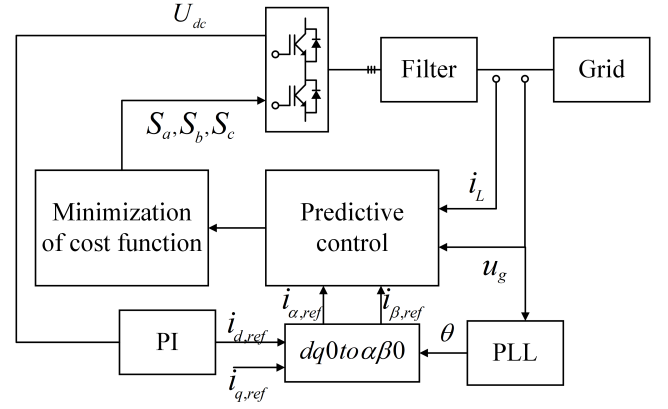 U_dc
Filter
Grid
S_a, S_b, S_c
i_L
Minimization
of cost function
Predictive
control
u_g
i_α,ref
i_β,ref
PI
i_d,ref
dq0toαβ0
θ
PLL
i_q,ref